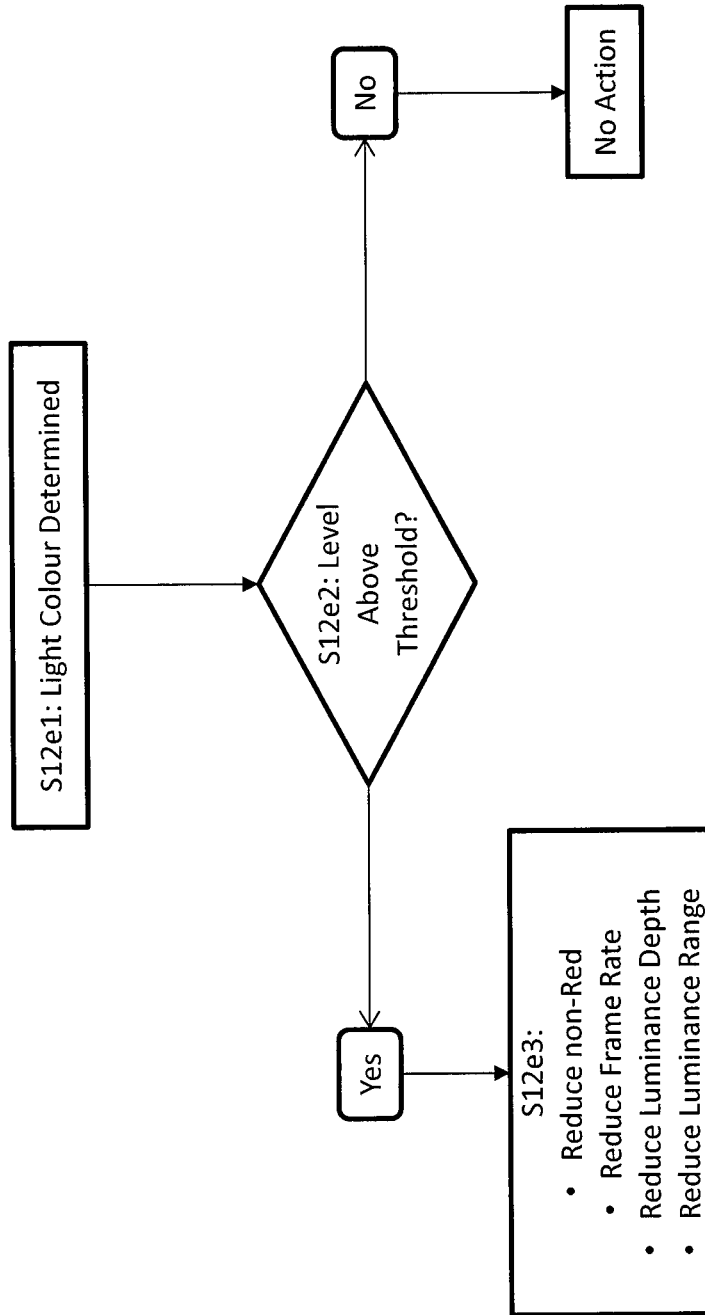 S12e1: Light Colour Determined
S12e2: Level
Above
Threshold?
Yes
No
S12e3:
• Reduce non-Red
• Reduce Frame Rate
• Reduce Luminance Depth
• Reduce Luminance Range
No Action